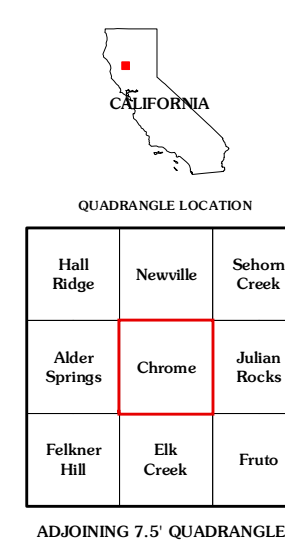 CALIFORNIA
QUADRANGLE LOCATION
Hall
Ridge
Newville
Sehorn
Creek
Alder
Springs
Chrome
Julian
Rocks
Felkner
Hill
Elk
Creek
Fruto
ADJOINING 7.5' QUADRANGLE